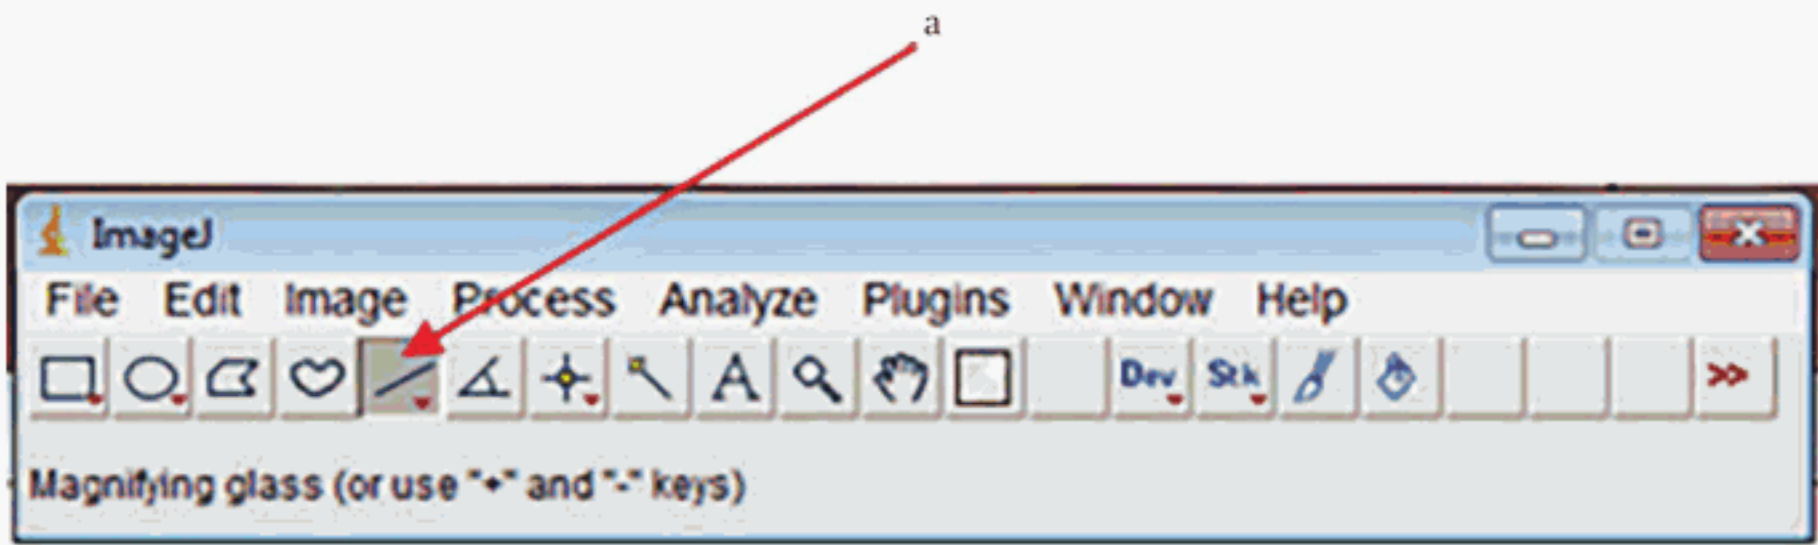 a
ImageJ
File Edit Image Process Analyze Plugins Window Help
A Dev Stk >>
Magnifying glass (or use "+" and "-" keys)